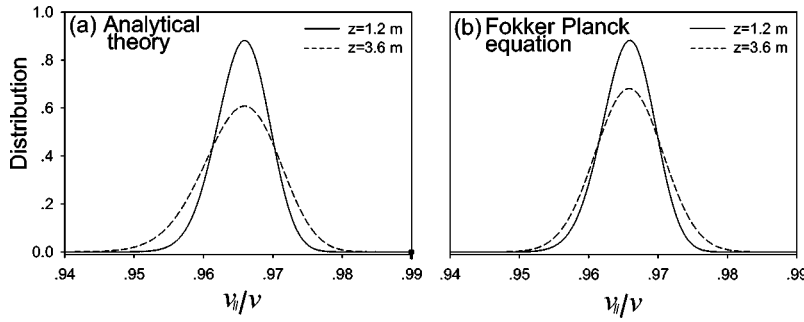 (a) Analytical
theory
z=1.2 m
z=3.6 m
Distribution
1.0
.8
.6
.4
.2
0.0
.94 .95 .96 .97 .98 .99
v||/v
(b) Fokker Planck
equation
z=1.2 m
z=3.6 m
.94 .95 .96 .97 .98 .99
v||/v